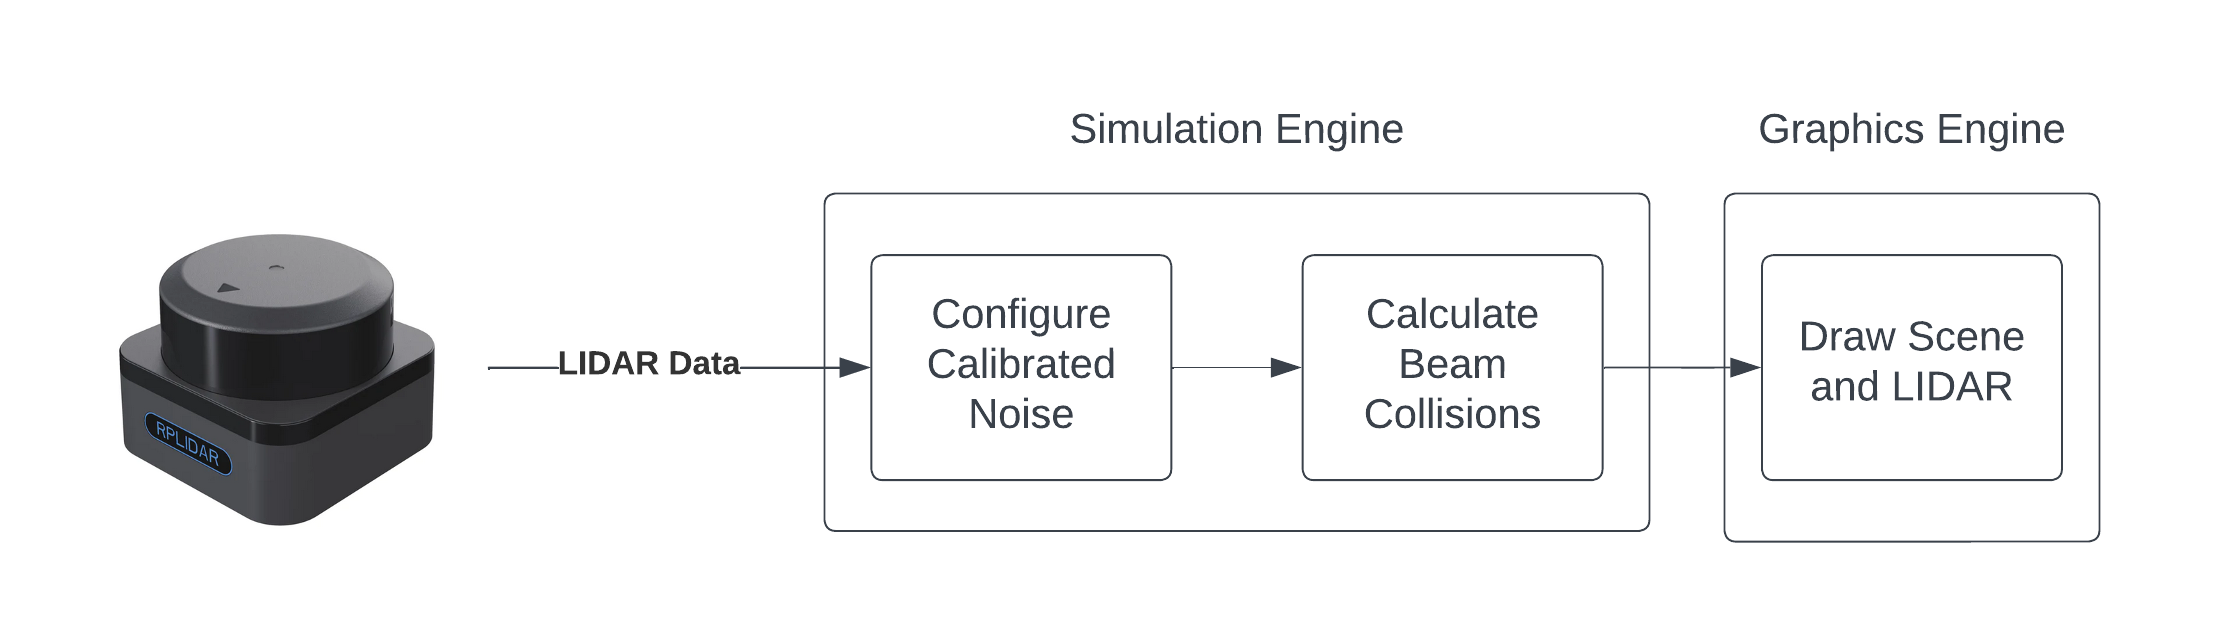 Simulation Engine
Graphics Engine
RPLIDAR
LIDAR Data
Configure
Calibrated
Noise
Calculate
Beam
Collisions
Draw Scene
and LIDAR